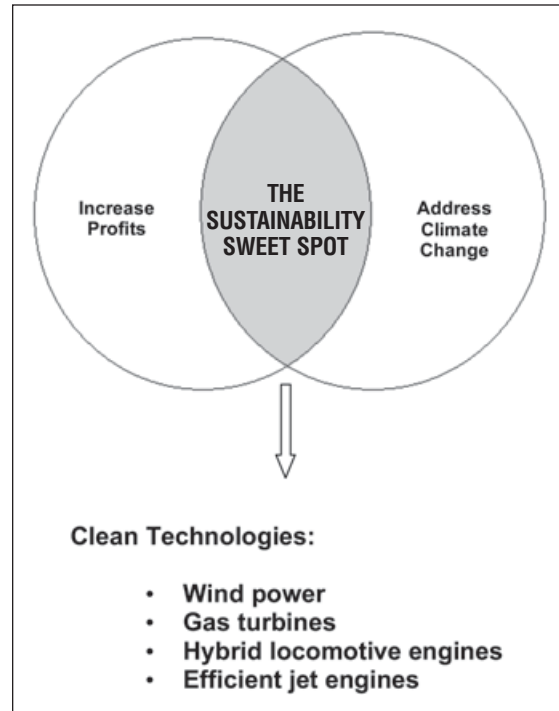 Increase
Profits
THE
SUSTAINABILITY
SWEET SPOT
Address
Climate
Change
Clean Technologies:
• Wind power
• Gas turbines
• Hybrid locomotive engines
• Efficient jet engines